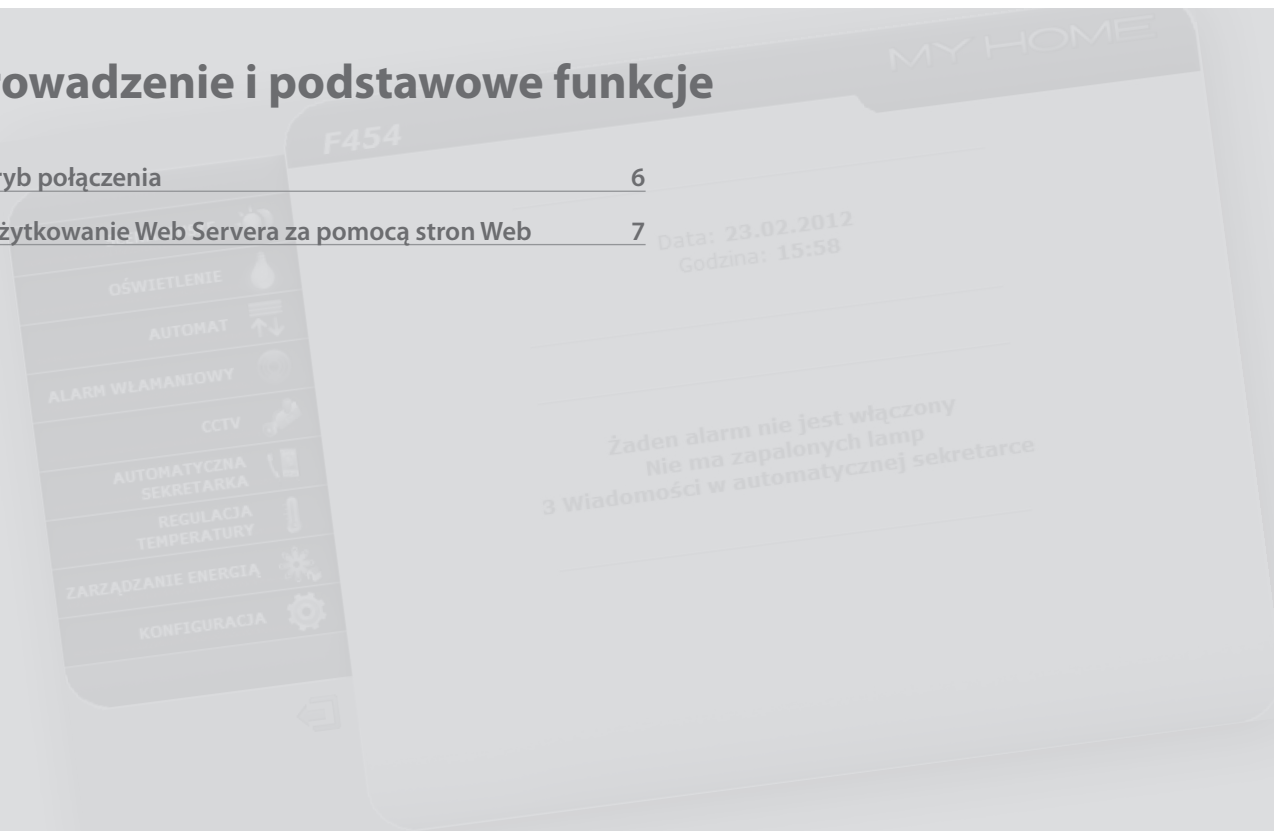 rowadzenie i podstawowe funkcje
MY HOME
F454
ryb połączenia 6
żytkowanie Web Servera za pomocą stron Web 7
Data: 23.02.2012
Godzina: 15:58
OŚWIETLENIE
AUTOMAT
ALARM WŁAMANIOWY
CCTV
AUTOMATYCZNA
SEKRETARKA
REGULACJA
TEMPERATURY
ZARZĄDZANIE ENERGIĄ
KONFIGURACJA
Żaden alarm nie jest włączony
Nie ma zapalonych lamp
3 Wiadomości w automatycznej sekretarce